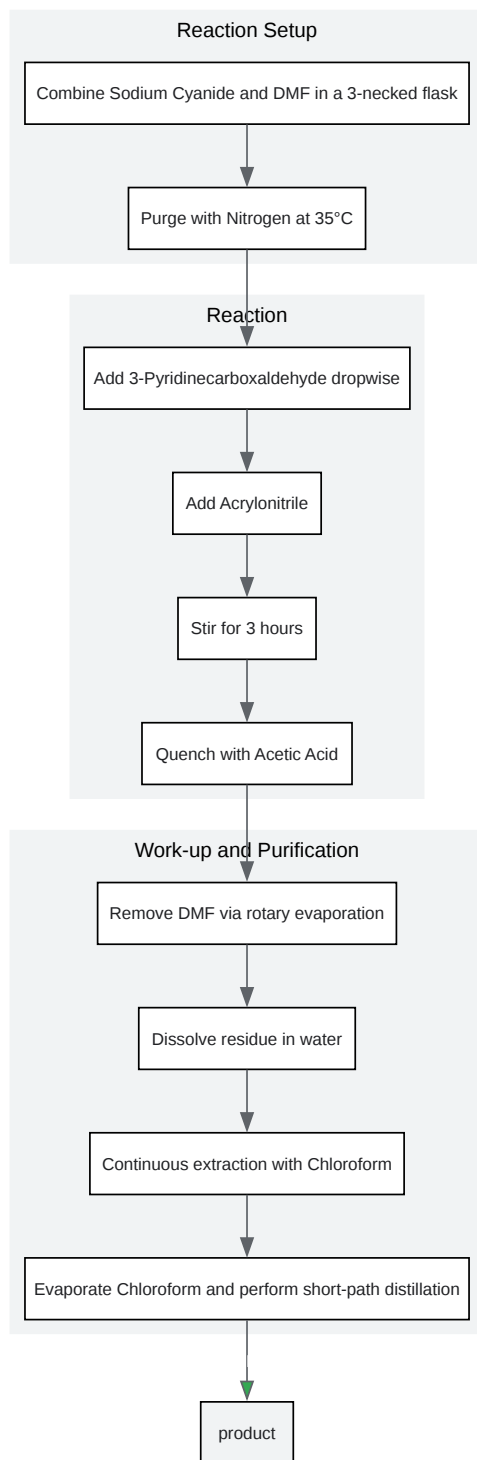 Reaction Setup
Combine Sodium Cyanide and DMF in a 3-necked flask
Purge with Nitrogen at 35°C
Reaction
Add 3-Pyridinecarboxaldehyde dropwise
Add Acrylonitrile
Stir for 3 hours
Quench with Acetic Acid
Work-up and Purification
Remove DMF via rotary evaporation
Dissolve residue in water
Continuous extraction with Chloroform
Evaporate Chloroform and perform short-path distillation
product